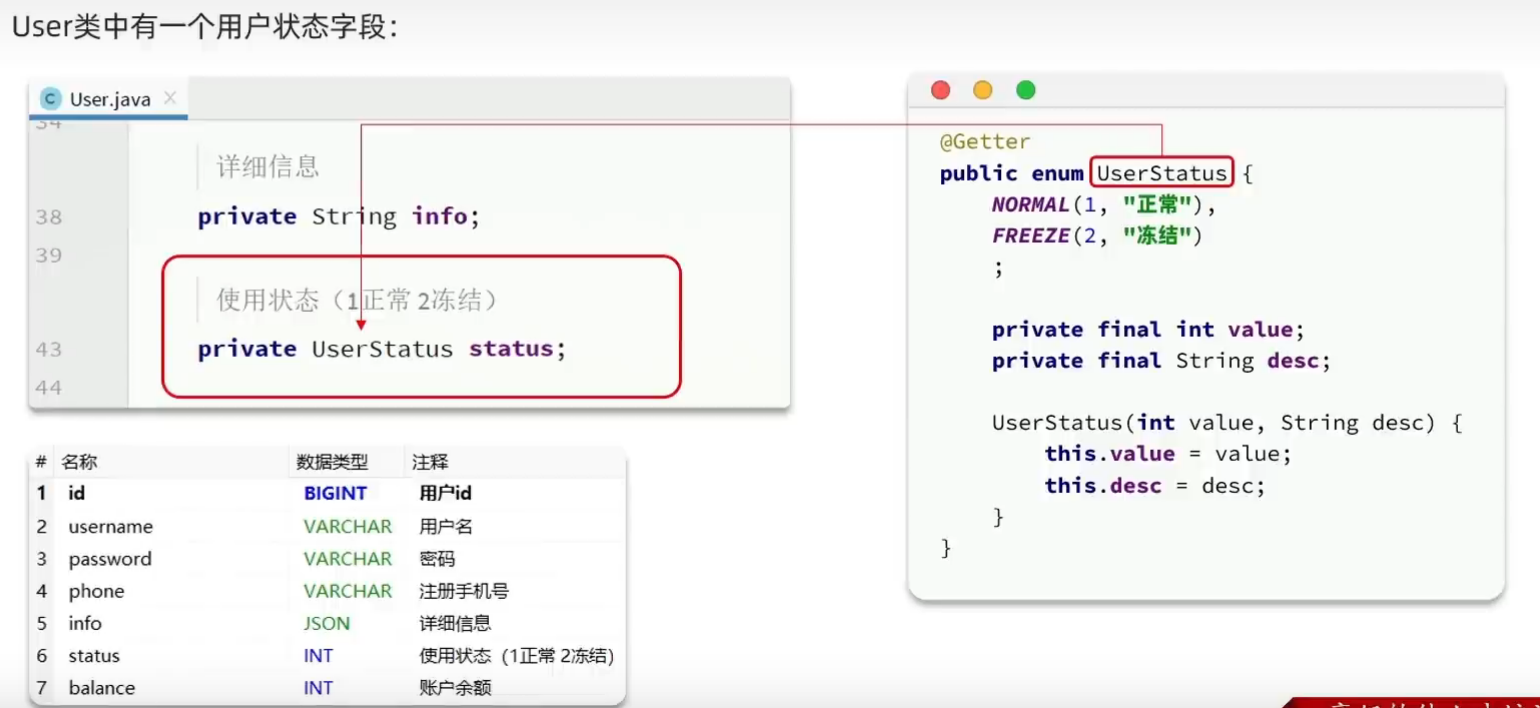 User类中有一个用户状态字段：
User.java
34
详细信息
38 private String info;
39
使用状态（1正常 2冻结）
43 private UserStatus status;
44
@Getter
public enum UserStatus {
NORMAL(1, "正常"),
FREEZE(2, "冻结")
;
private final int value;
private final String desc;
UserStatus(int value, String desc) {
this.value = value;
this.desc = desc;
}
}
# 名称 数据类型 注释
1 id BIGINT 用户id
2 username VARCHAR 用户名
3 password VARCHAR 密码
4 phone VARCHAR 注册手机号
5 info JSON 详细信息
6 status INT 使用状态（1正常 2冻结）
7 balance INT 账户余额